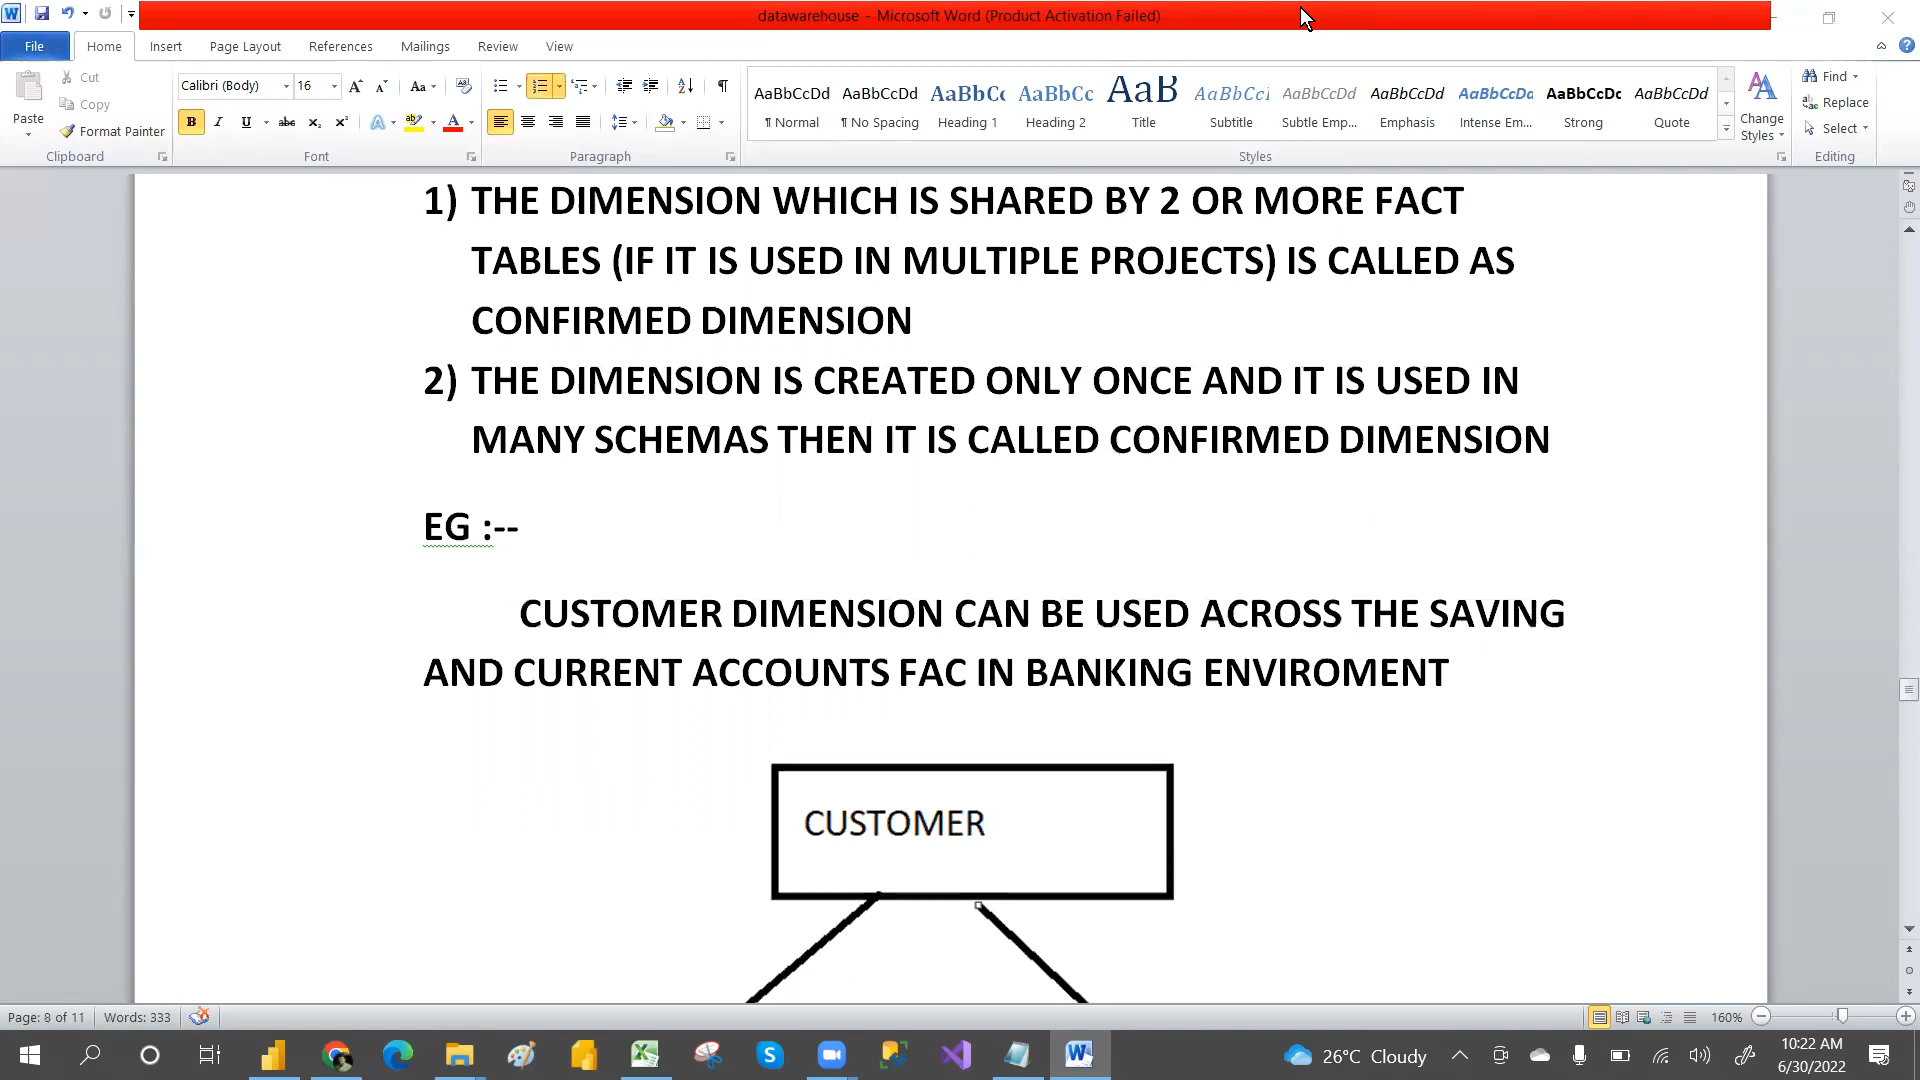 datawarehouse - Microsoft Word (Product Activation Failed)
File Home Insert Page Layout References Mailings Review View
Paste
Cut
Copy
Format Painter
Clipboard
Calibri (Body) 16
Font
Paragraph
AaBbCcDd AaBbCcDd AaBbCc AaBbCc AaB AaBbCcI AaBbCcDd AaBbCcDd AaBbCcDd AaBbCcDc AaBbCcDd
¶ Normal ¶ No Spacing Heading 1 Heading 2 Title Subtitle Subtle Emp... Emphasis Intense Em... Strong Quote
Styles
Change
Styles
Find
Replace
Select
Editing
1) THE DIMENSION WHICH IS SHARED BY 2 OR MORE FACT
TABLES (IF IT IS USED IN MULTIPLE PROJECTS) IS CALLED AS
CONFIRMED DIMENSION
2) THE DIMENSION IS CREATED ONLY ONCE AND IT IS USED IN
MANY SCHEMAS THEN IT IS CALLED CONFIRMED DIMENSION
EG :--
CUSTOMER DIMENSION CAN BE USED ACROSS THE SAVING
AND CURRENT ACCOUNTS FAC IN BANKING ENVIROMENT
CUSTOMER
Page: 8 of 11 Words: 333 160%
26°C Cloudy
10:22 AM
6/30/2022